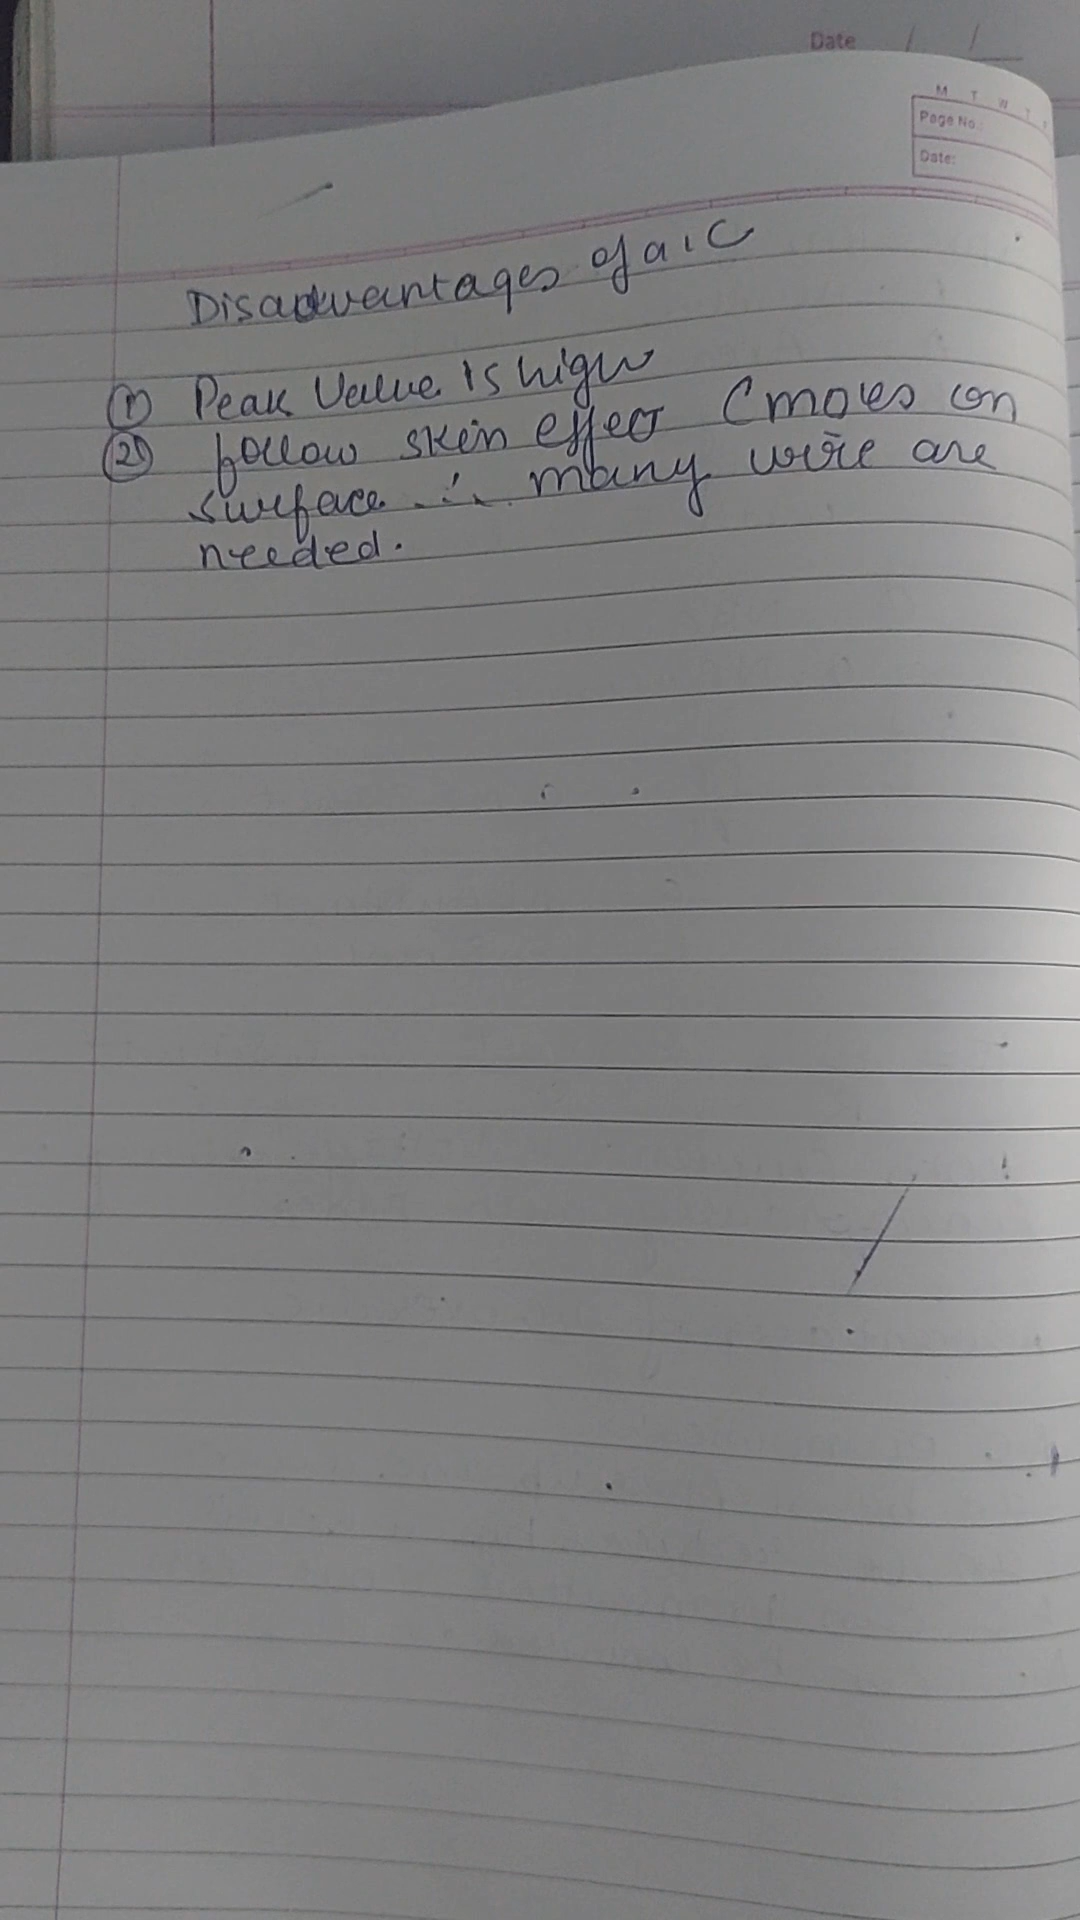 Date / /
M T W T F
Page No.:
Date:
Disadvantages of a.c
① Peak Value is high
② follow skin effect (moves on
surface ∴ many wire are
needed.